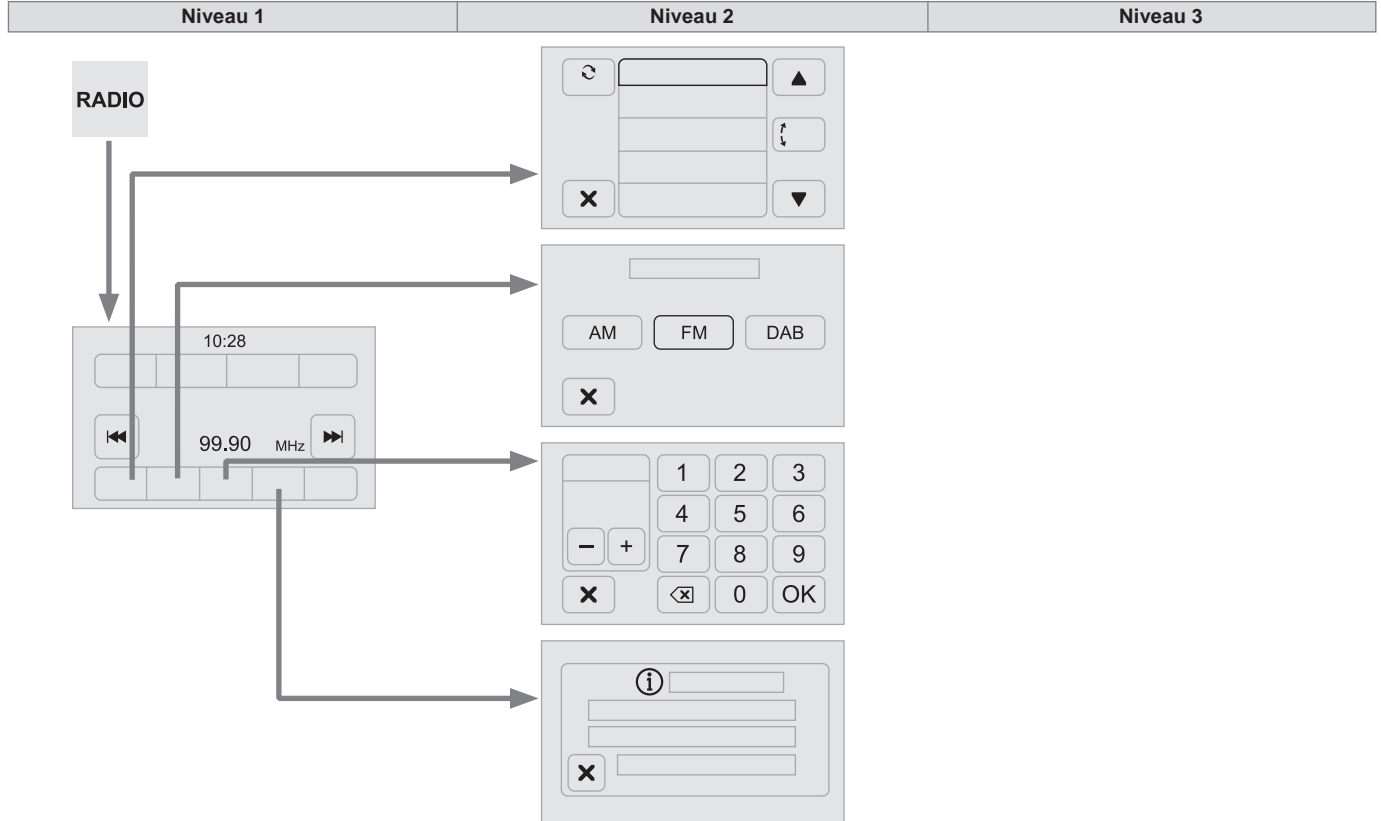 Niveau 1 Niveau 2 Niveau 3
RADIO
10:28
99.90 MHz
AM FM DAB
1 2 3
4 5 6
- + 7 8 9
0 OK